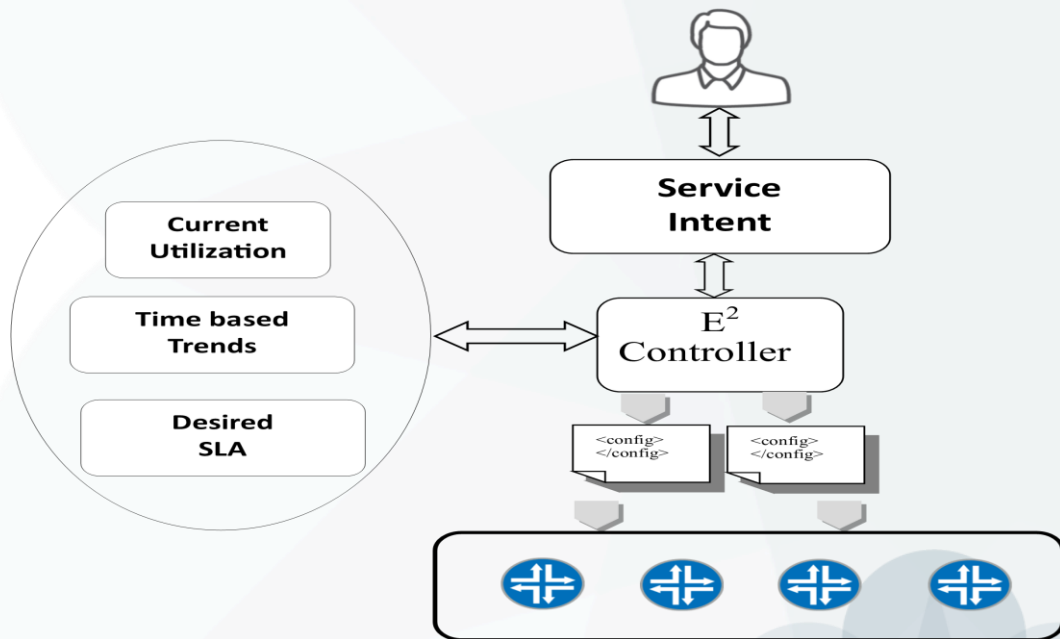 Service
Intent
Current
Utilization
Time based
Trends
Desired
SLA
E²
Controller
<config>
</config>
<config>
</config>